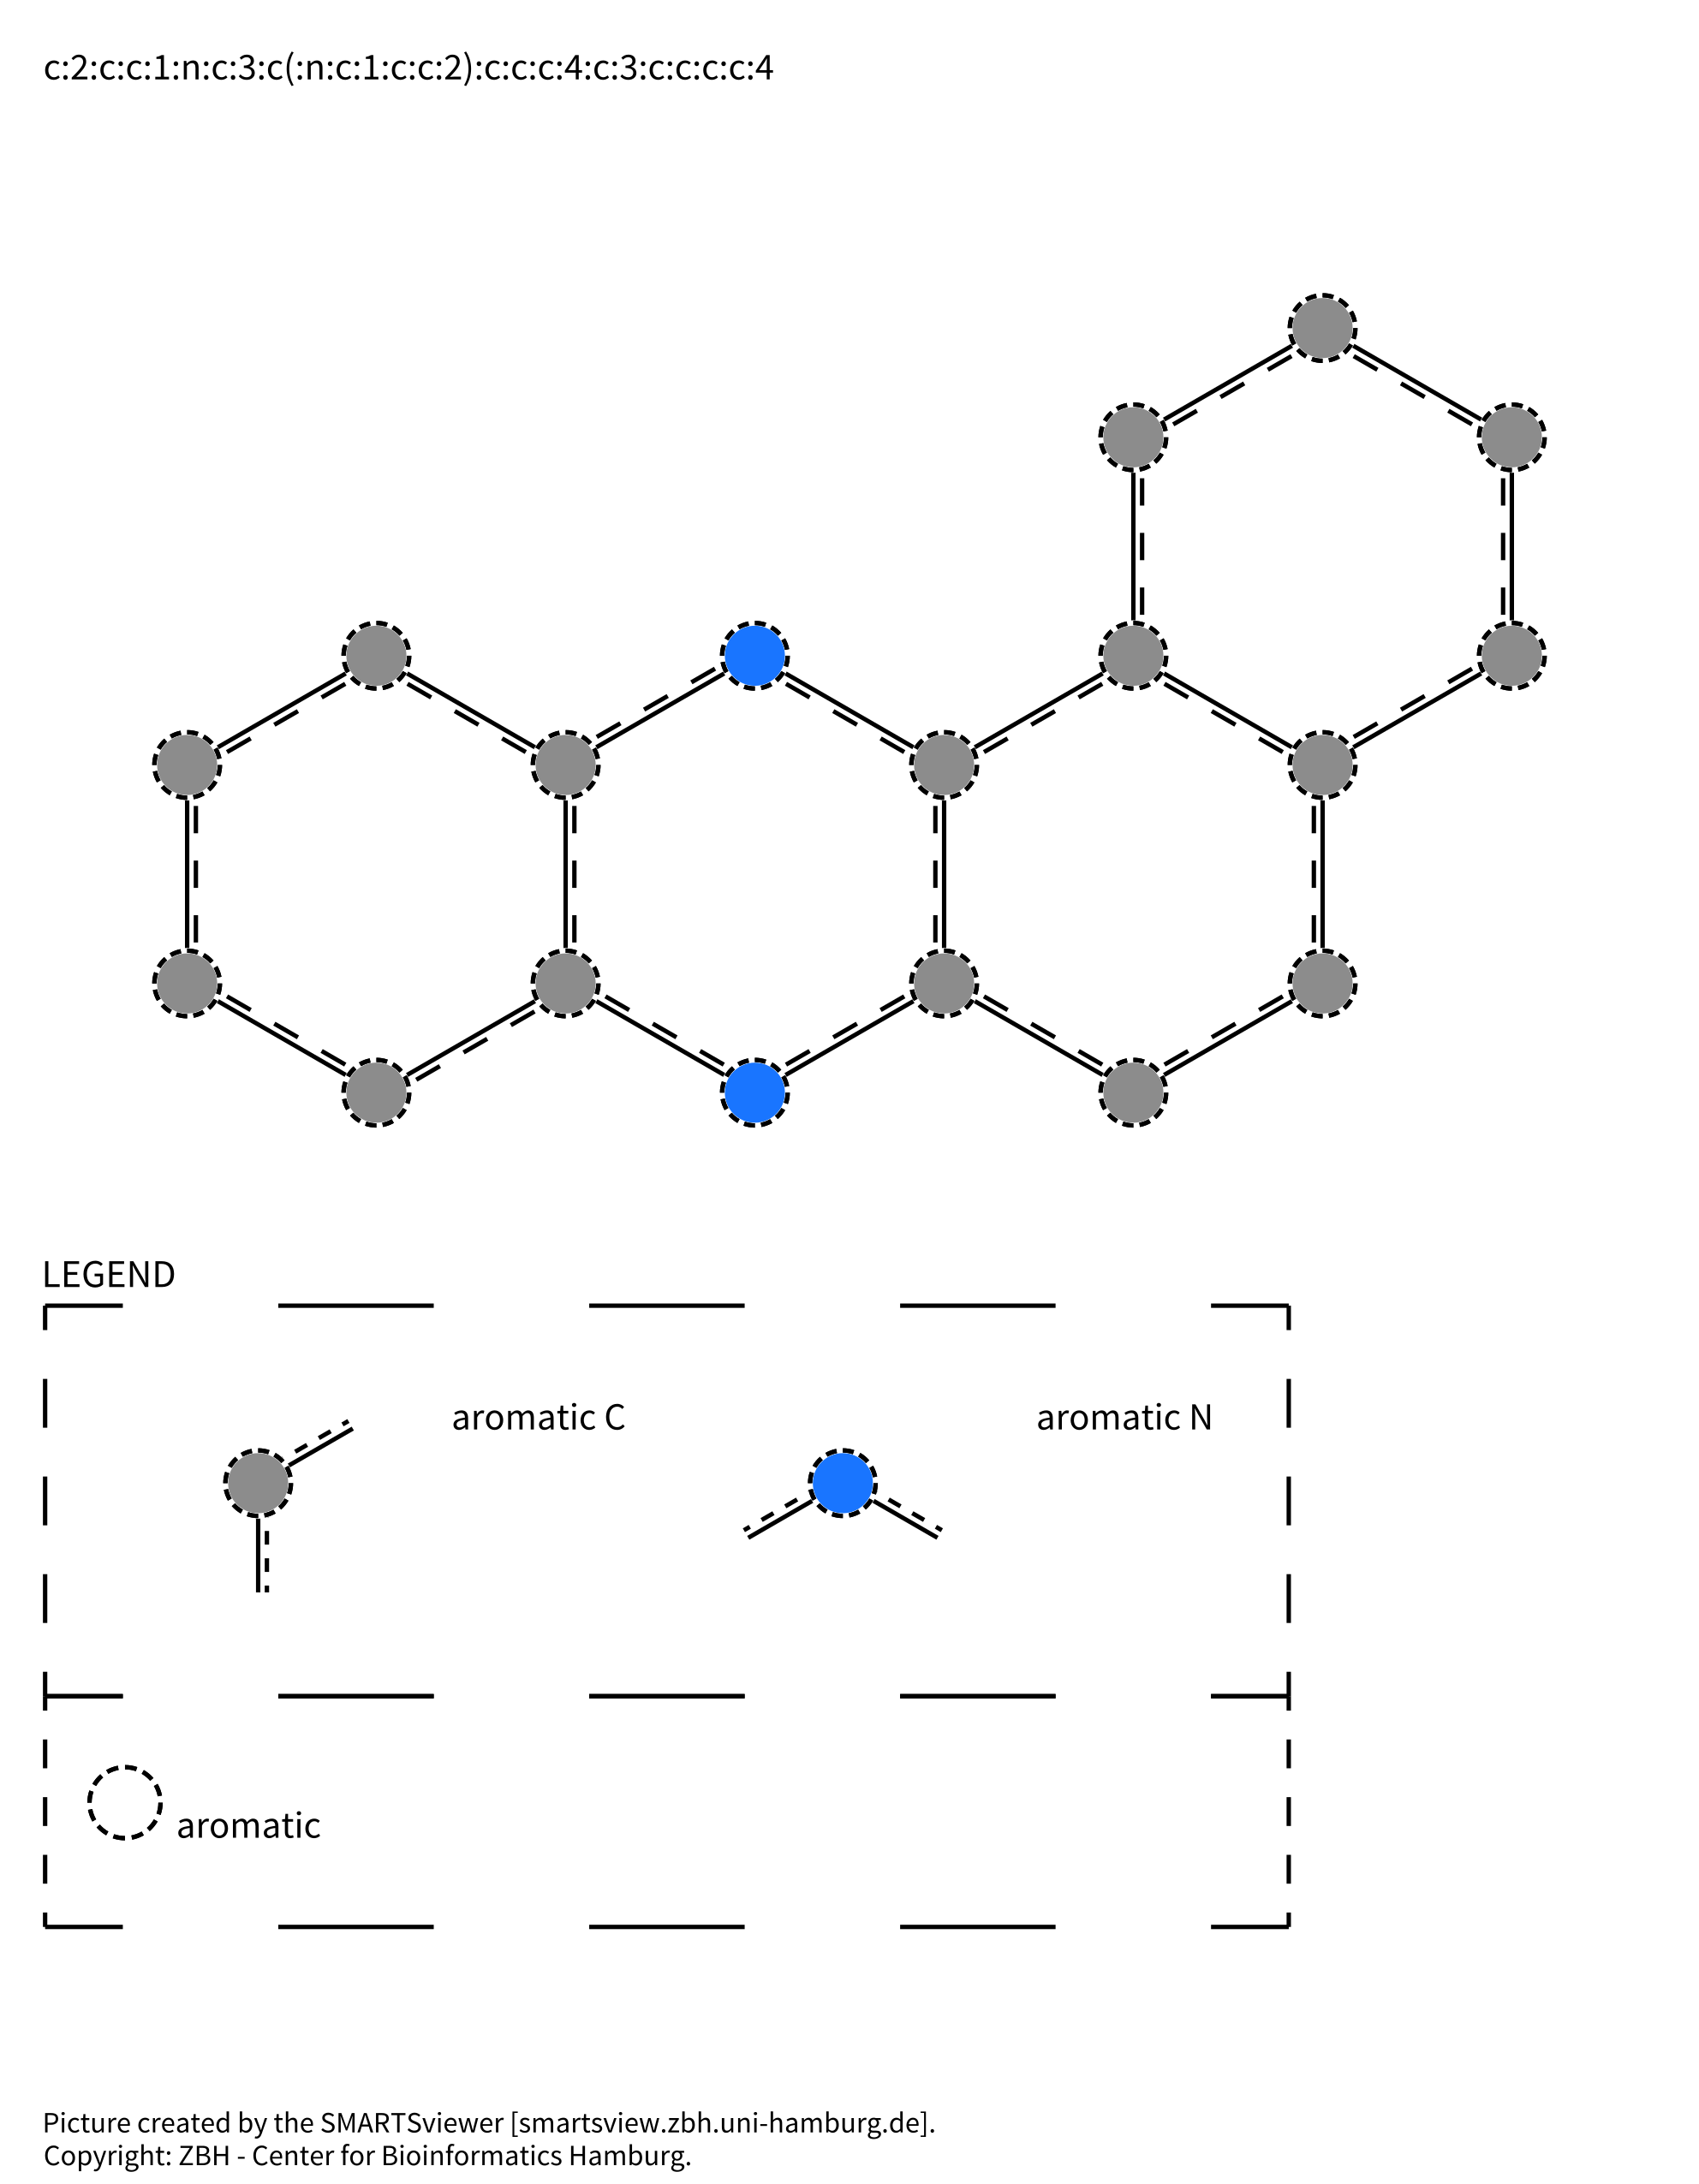 c:2:c:c:1:n:c:3:c(:n:c:1:c:c:2):c:c:c:4:c:3:c:c:c:c:4
LEGEND
aromatic C
aromatic N
aromatic
Picture created by the SMARTSviewer [smartsview.zbh.uni-hamburg.de].
Copyright: ZBH - Center for Bioinformatics Hamburg.